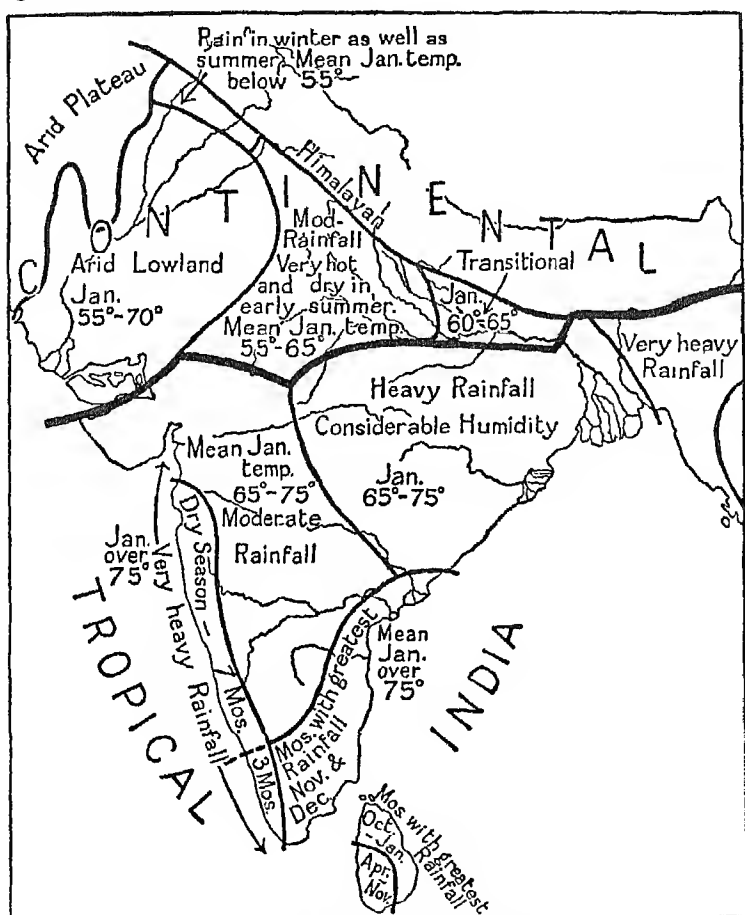 Rain in winter as well as
summer. Mean Jan. temp.
below 55°
Arid Plateau
Himalayan
CONTINENTAL
Arid Lowland
Jan.
55°-70°
Mod-
Rainfall
Very hot
and dry in
early summer.
Mean Jan. temp.
55°-65°
Transitional
Jan.
60°-65°
Very heavy
Rainfall
Heavy Rainfall
Considerable Humidity
Jan.
65°-75°
Mean Jan.
temp.
65°-75°
Moderate
Rainfall
Jan.
over
75°
Very heavy Rainfall
Dry Season - 7 Mos.
3 Mos.
TROPICAL
INDIA
Mean
Jan.
over
75°
Mos. with greatest
Rainfall
Nov. &
Dec.
Mos. with greatest
Rainfall
Oct.
-Jan.
Apr.-
Nov.